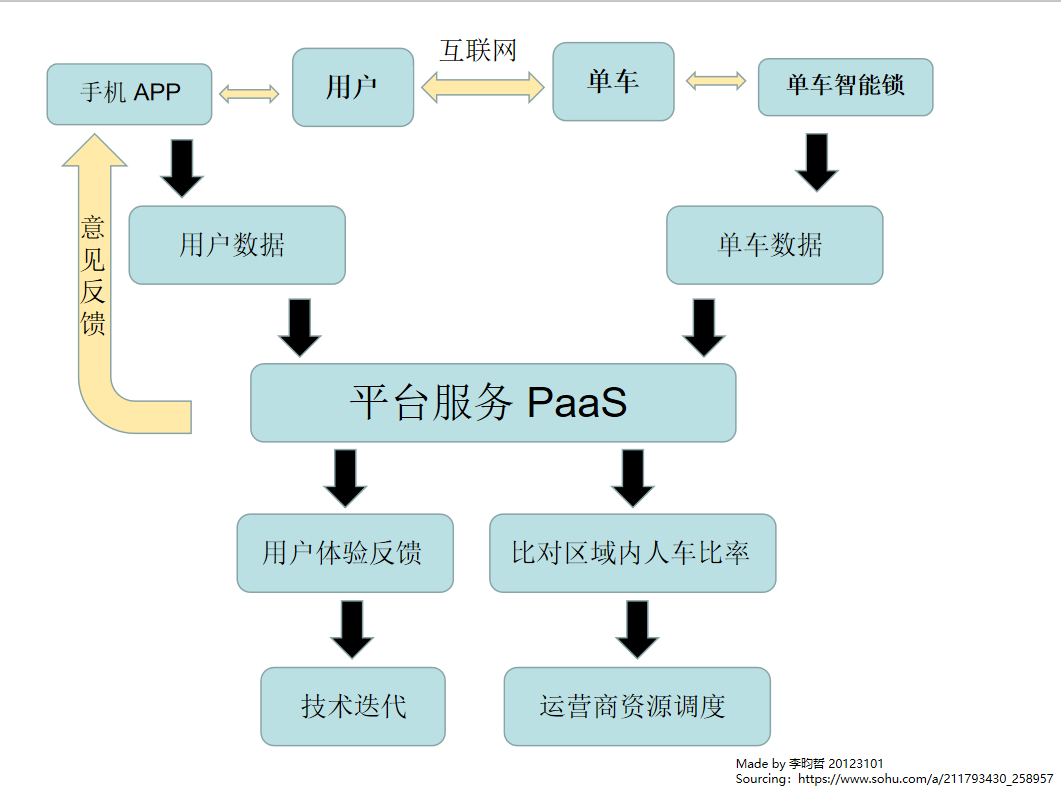 互联网
手机 APP
用户
单车
单车智能锁
意见反馈
用户数据
单车数据
平台服务 PaaS
用户体验反馈
比对区域内人车比率
技术迭代
运营商资源调度
Made by 李昀哲 20123101
Sourcing：https://www.sohu.com/a/211793430_258957